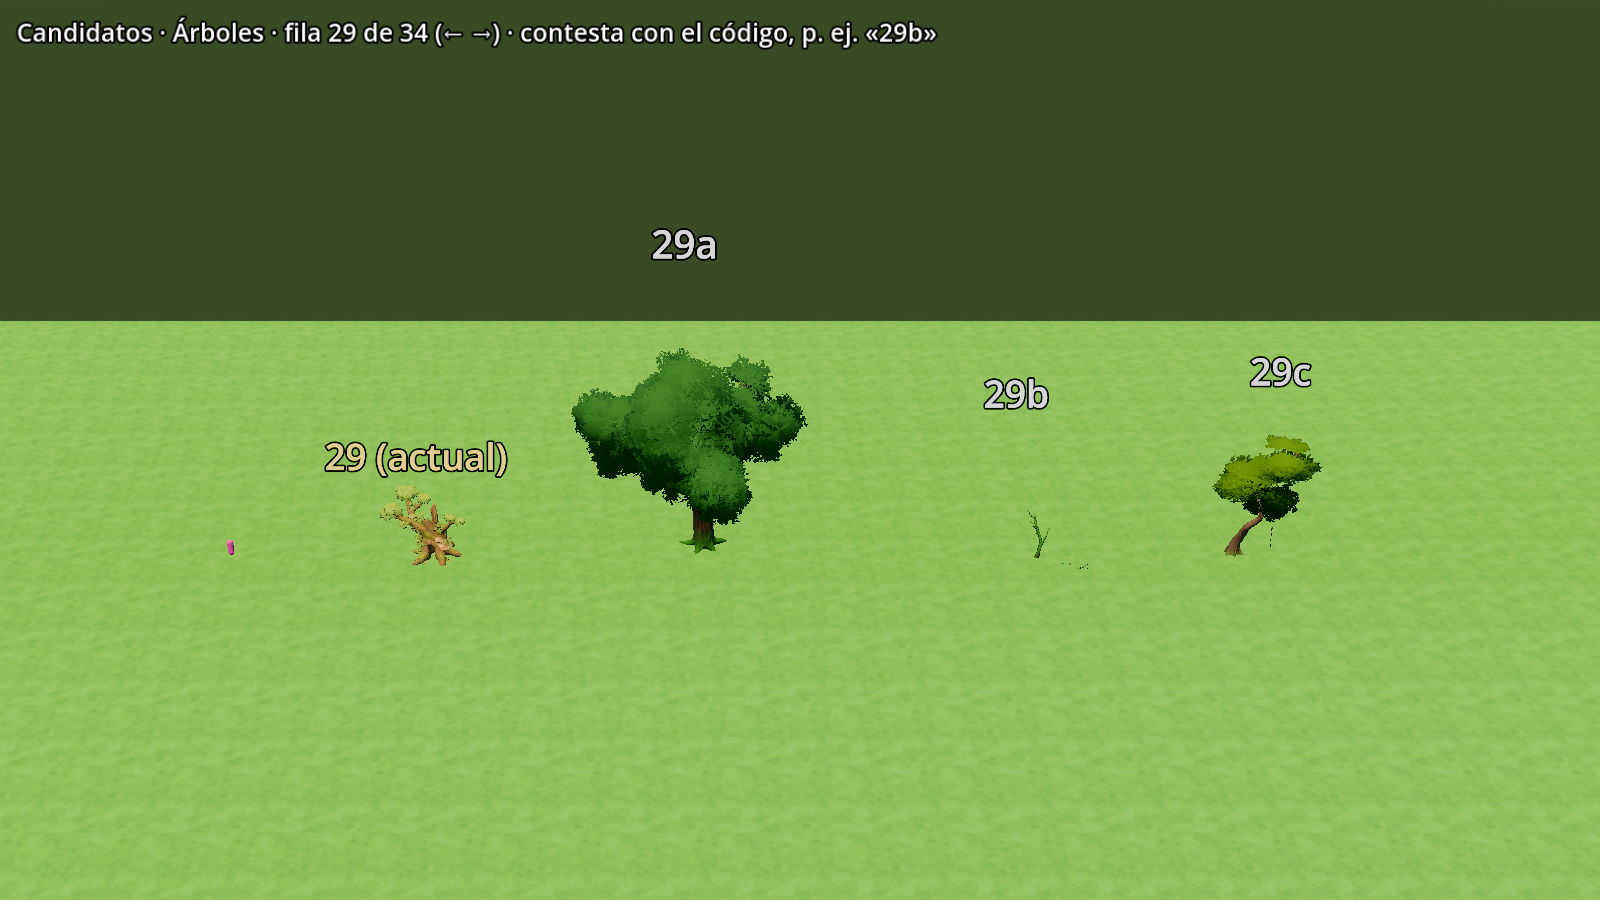 Candidatos · Árboles · fila 29 de 34 (← →) · contesta con el código, p. ej. «29b»
29a
29c
29b
29 (actual)